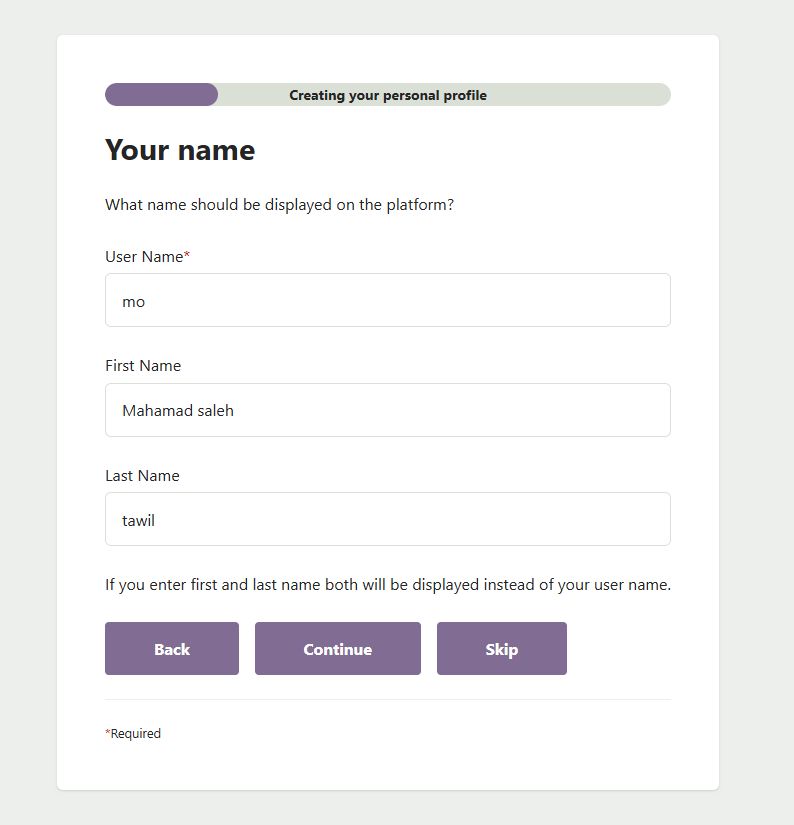 Creating your personal profile
Your name
What name should be displayed on the platform?
User Name*
mo
First Name
Mahamad saleh
Last Name
tawil
If you enter first and last name both will be displayed instead of your user name.
Back Continue Skip
*Required